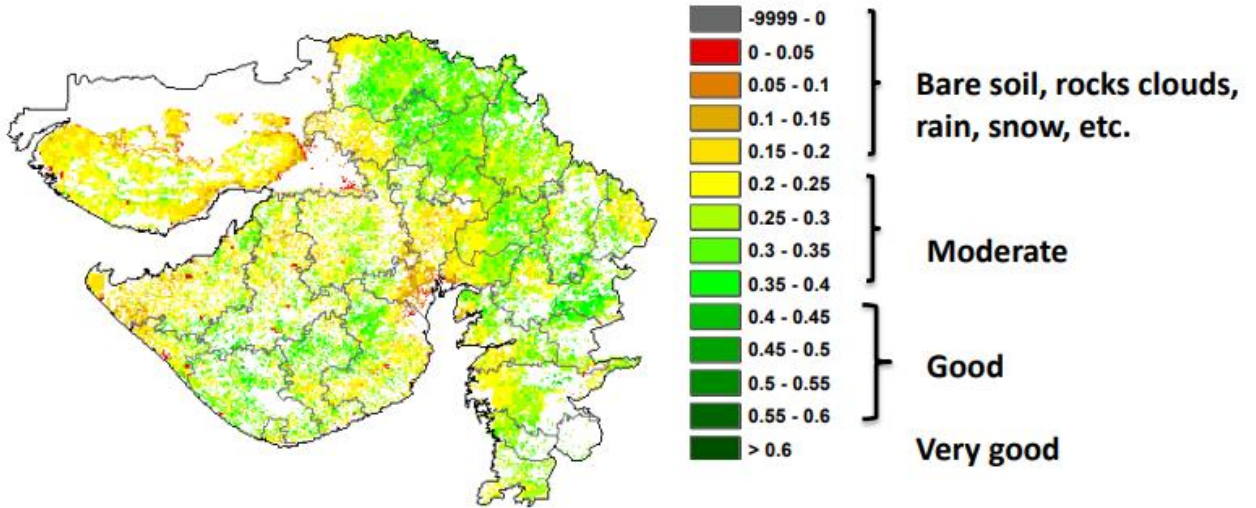 -9999 - 0
0 - 0.05
0.05 - 0.1
0.1 - 0.15
0.15 - 0.2
0.2 - 0.25
0.25 - 0.3
0.3 - 0.35
0.35 - 0.4
0.4 - 0.45
0.45 - 0.5
0.5 - 0.55
0.55 - 0.6
> 0.6
Bare soil, rocks clouds,
rain, snow, etc.
Moderate
Good
Very good